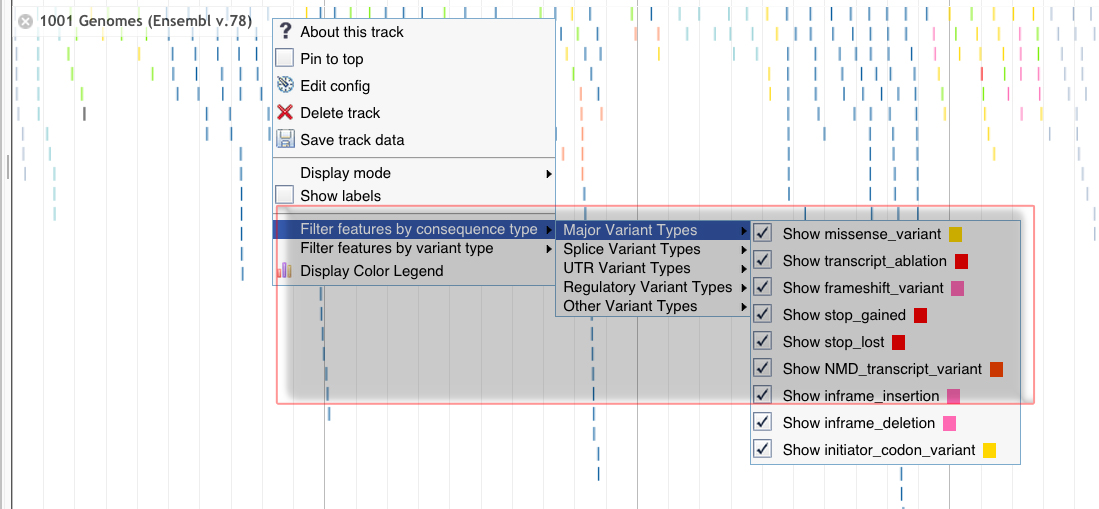 1001 Genomes (Ensembl v.78)
? About this track
Pin to top
Edit config
Delete track
Save track data
Display mode
Show labels
Filter features by consequence type
Filter features by variant type
Display Color Legend
Major Variant Types
Splice Variant Types
UTR Variant Types
Regulatory Variant Types
Other Variant Types
Show missense_variant
Show transcript_ablation
Show frameshift_variant
Show stop_gained
Show stop_lost
Show NMD_transcript_variant
Show inframe_insertion
Show inframe_deletion
Show initiator_codon_variant